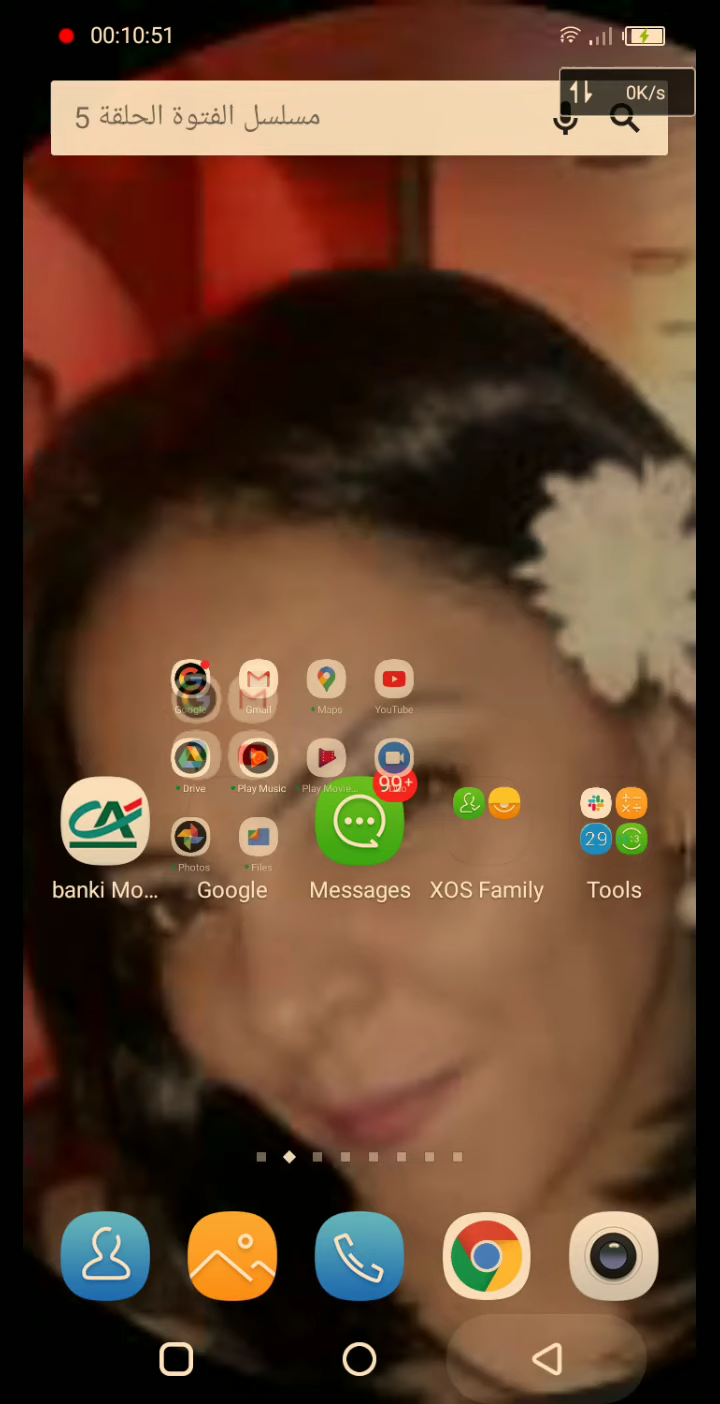 00:10:51
0K/s
مسلسل الفتوة الحلقة 5
Google
Gmail
Maps
YouTube
Drive
Play Music
Play Movie...
Photos
Files
99+
29
:3
banki Mo...
Google
Messages
XOS Family
Tools